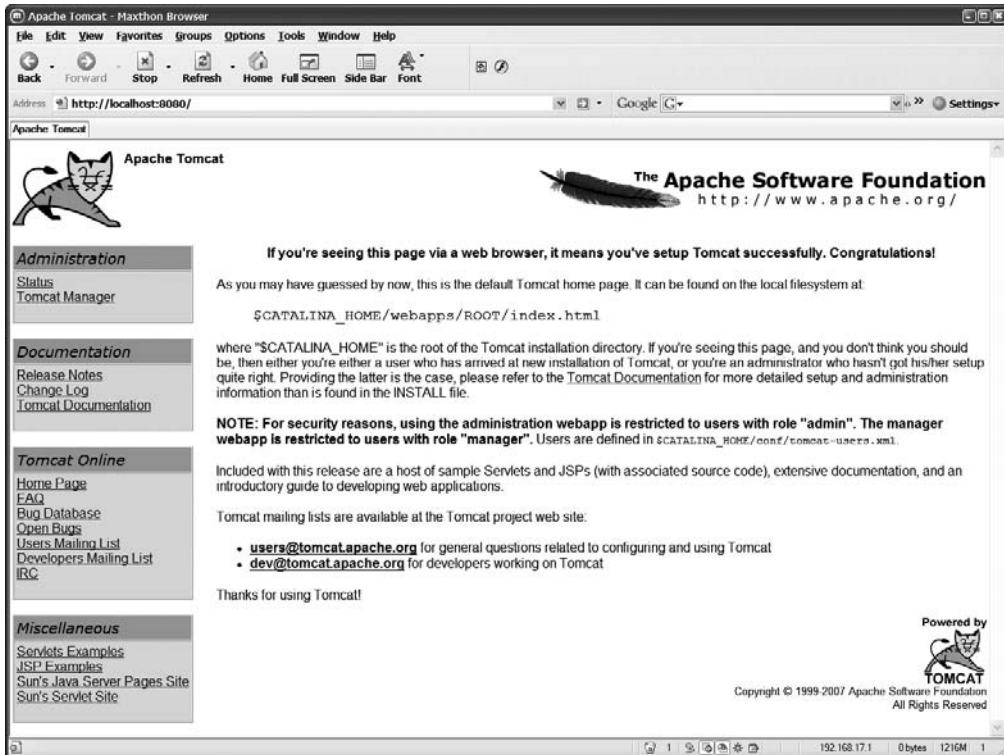 Apache Tomcat - Maxthon Browser
File Edit View Favorites Groups Options Tools Window Help
Back Forward Stop Refresh Home Full Screen Side Bar Font
Address http://localhost:8080/ Google Settings
Apache Tomcat
Apache Tomcat
The Apache Software Foundation
http://www.apache.org/
Administration
Status
Tomcat Manager
Documentation
Release Notes
Change Log
Tomcat Documentation
Tomcat Online
Home Page
FAQ
Bug Database
Open Bugs
Users Mailing List
Developers Mailing List
IRC
Miscellaneous
Servlets Examples
JSP Examples
Sun's Java Server Pages Site
Sun's Servlet Site
If you're seeing this page via a web browser, it means you've setup Tomcat successfully. Congratulations!
As you may have guessed by now, this is the default Tomcat home page. It can be found on the local filesystem at:
$CATALINA_HOME/webapps/ROOT/index.html
where "$CATALINA_HOME" is the root of the Tomcat installation directory. If you're seeing this page, and you don't think you should
be, then either you're either a user who has arrived at new installation of Tomcat, or you're an administrator who hasn't got his/her setup
quite right. Providing the latter is the case, please refer to the Tomcat Documentation for more detailed setup and administration
information than is found in the INSTALL file.
NOTE: For security reasons, using the administration webapp is restricted to users with role "admin". The manager
webapp is restricted to users with role "manager". Users are defined in $CATALINA_HOME/conf/tomcat-users.xml.
Included with this release are a host of sample Servlets and JSPs (with associated source code), extensive documentation, and an
introductory guide to developing web applications.
Tomcat mailing lists are available at the Tomcat project web site:
• users@tomcat.apache.org for general questions related to configuring and using Tomcat
• dev@tomcat.apache.org for developers working on Tomcat
Thanks for using Tomcat!
Powered by
TOMCAT
Copyright © 1999-2007 Apache Software Foundation
All Rights Reserved
1 192.168.17.1 0 bytes 1216M 1